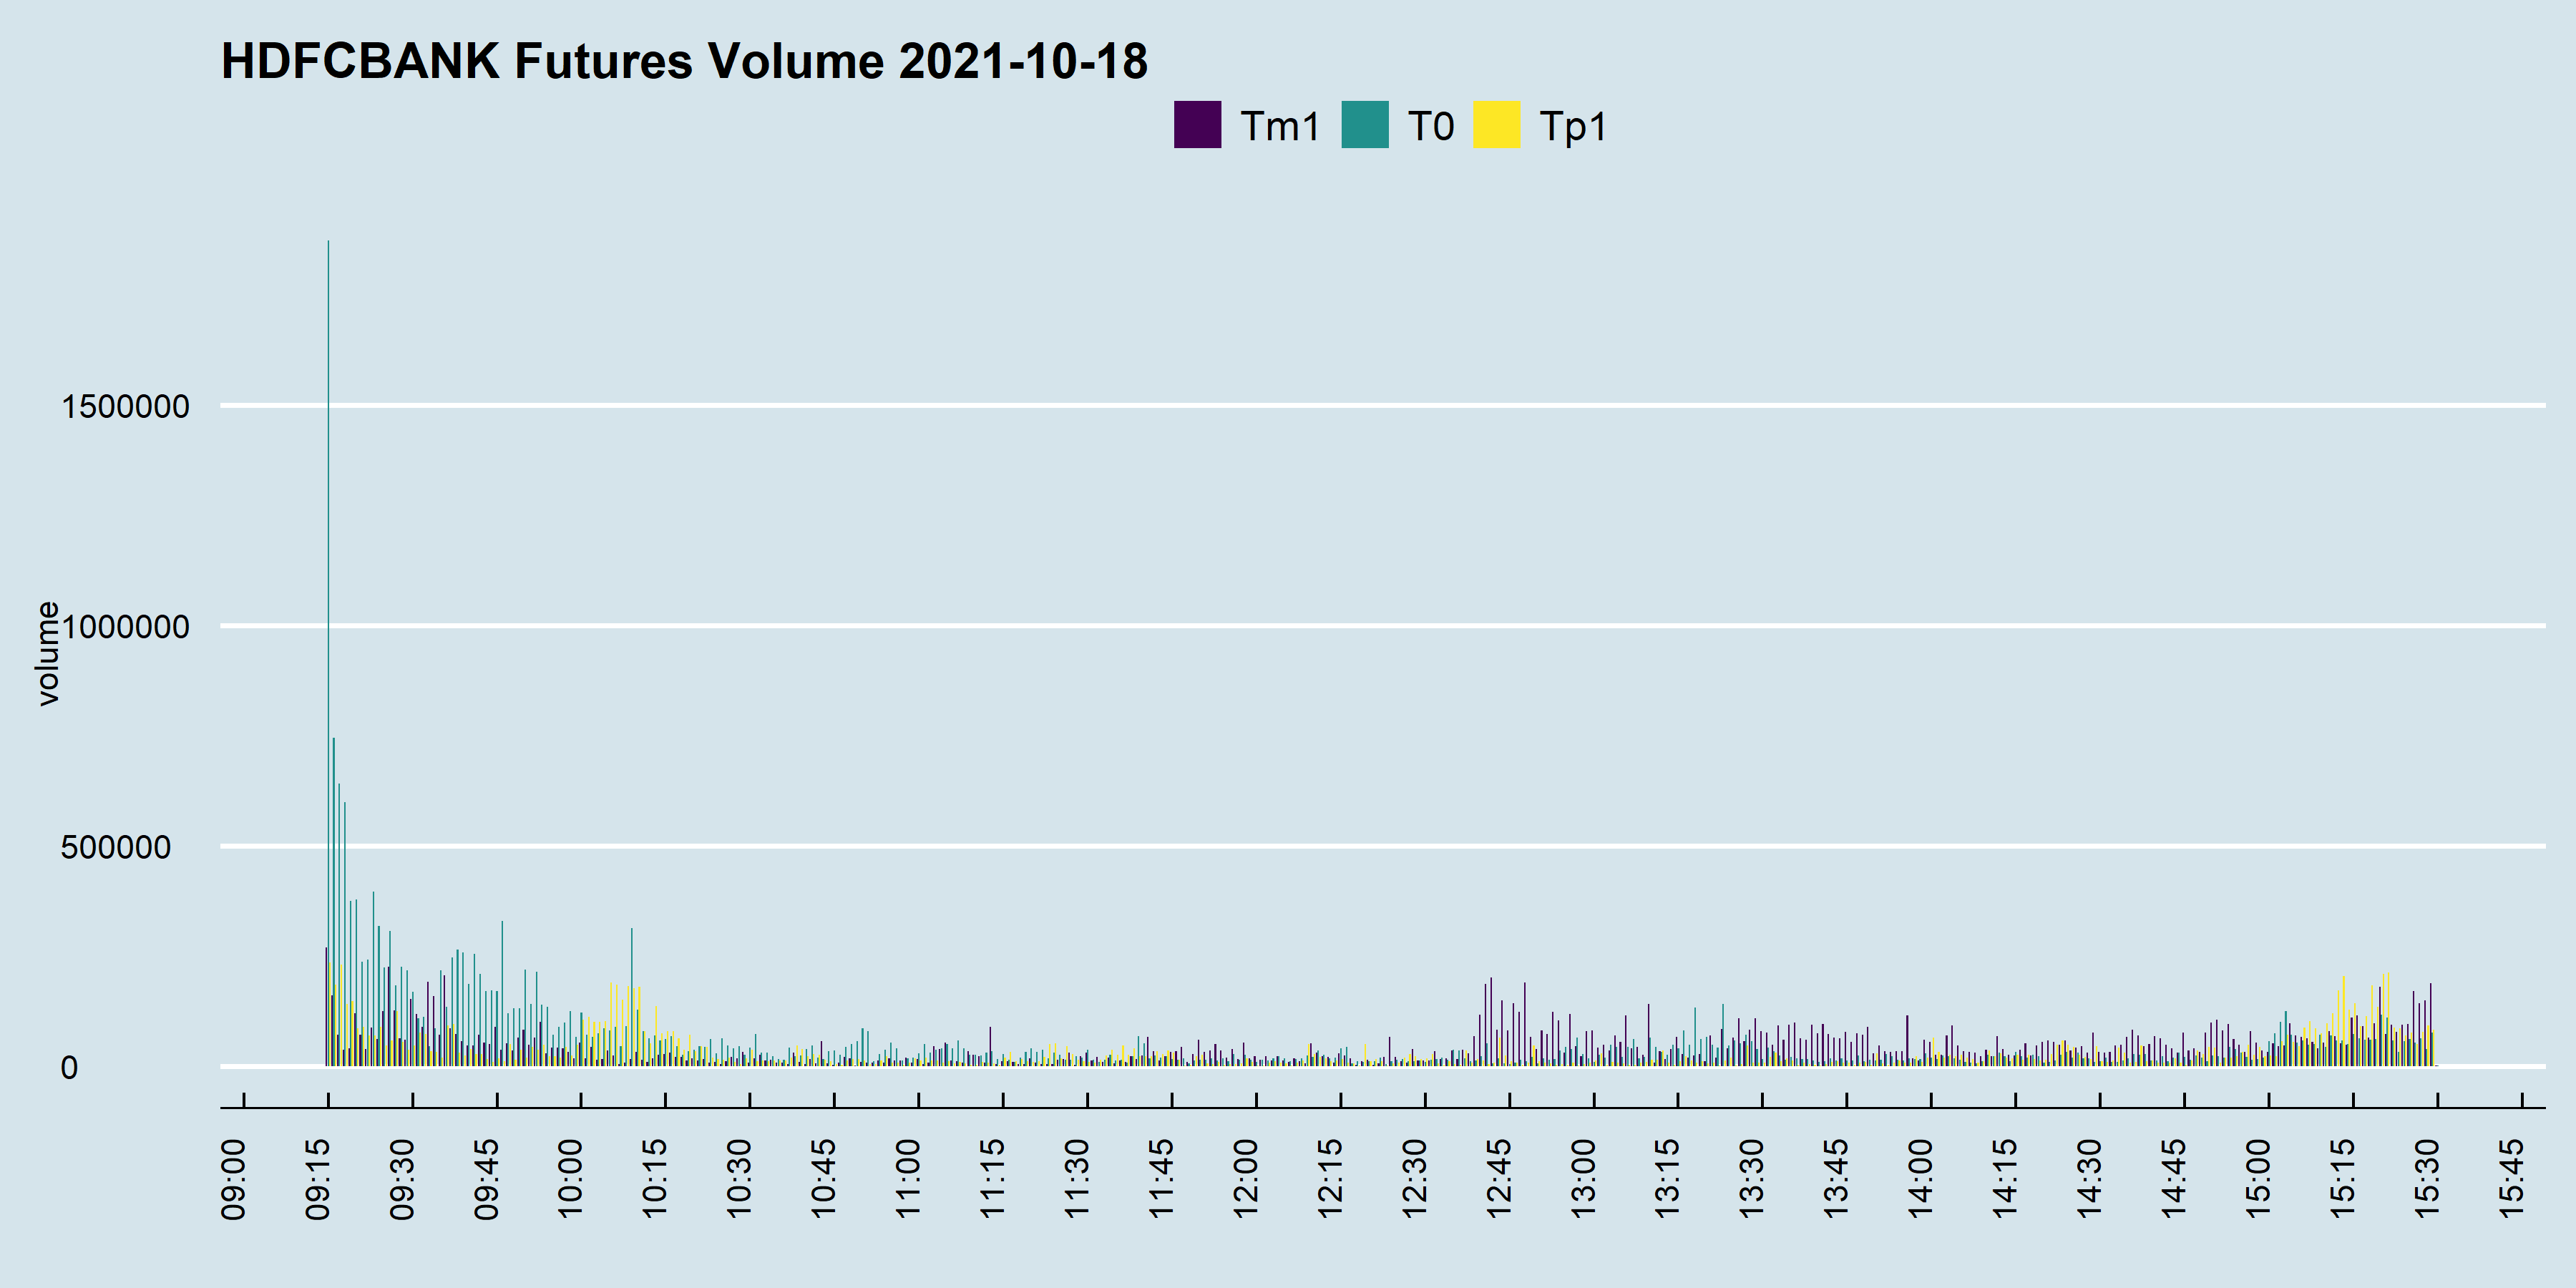 HDFCBANK Futures Volume 2021-10-18
Tm1 T0 Tp1
volume
1500000
1000000
500000
0
09:00 09:15 09:30 09:45 10:00 10:15 10:30 10:45 11:00 11:15 11:30 11:45 12:00 12:15 12:30 12:45 13:00 13:15 13:30 13:45 14:00 14:15 14:30 14:45 15:00 15:15 15:30 15:45